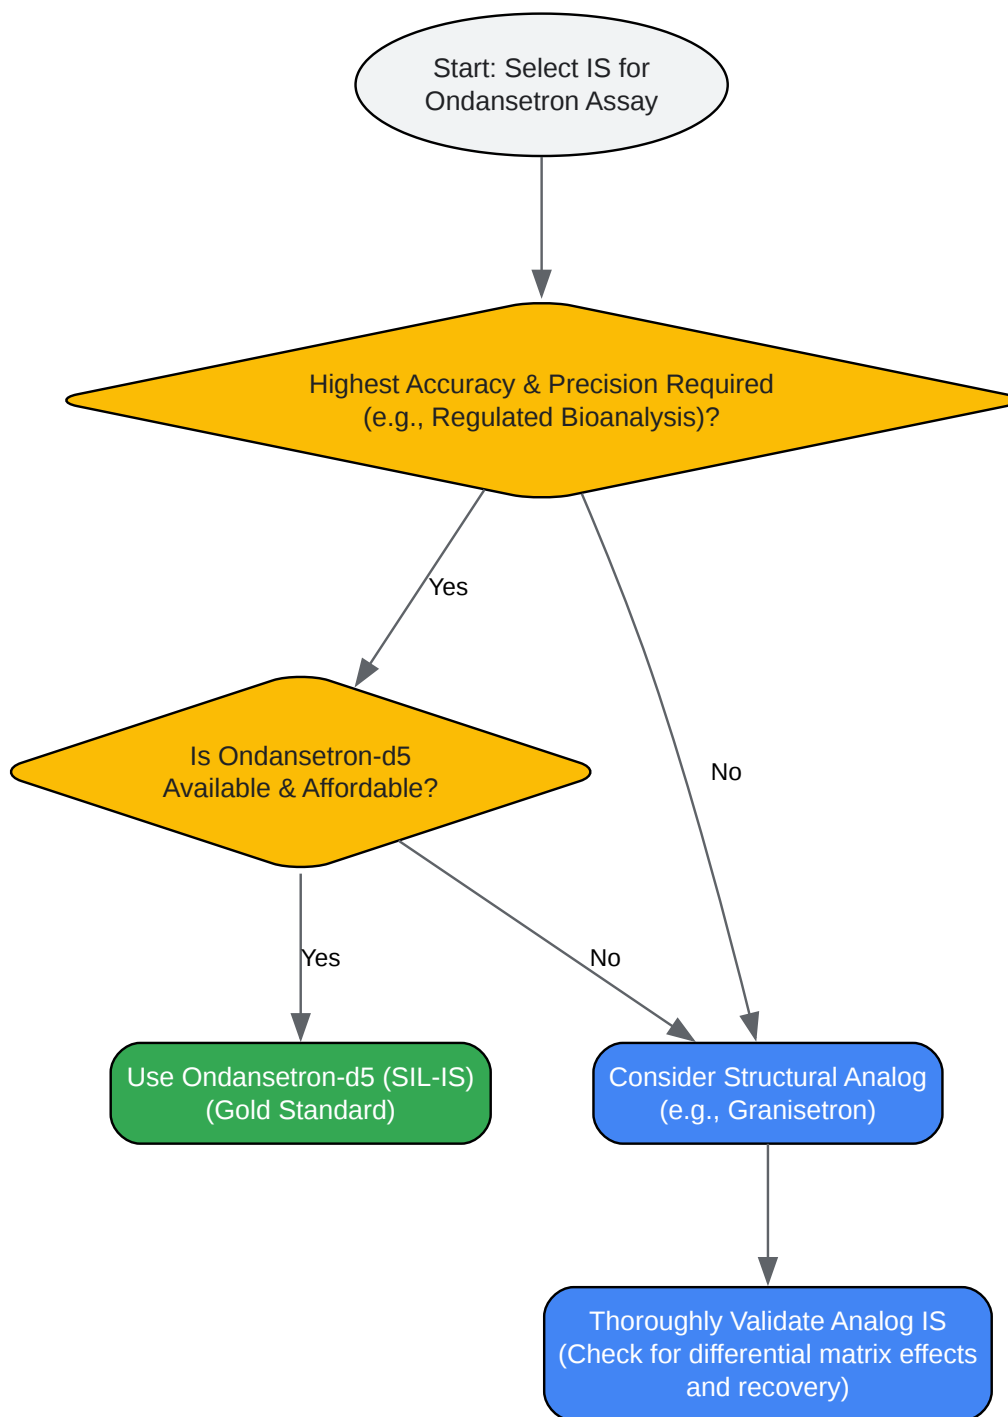 Start: Select IS for
Ondansetron Assay
Highest Accuracy & Precision Required
(e.g., Regulated Bioanalysis)?
Yes
Is Ondansetron-d5
Available & Affordable?
No
Yes
No
Use Ondansetron-d5 (SIL-IS)
(Gold Standard)
Consider Structural Analog
(e.g., Granisetron)
Thoroughly Validate Analog IS
(Check for differential matrix effects
and recovery)